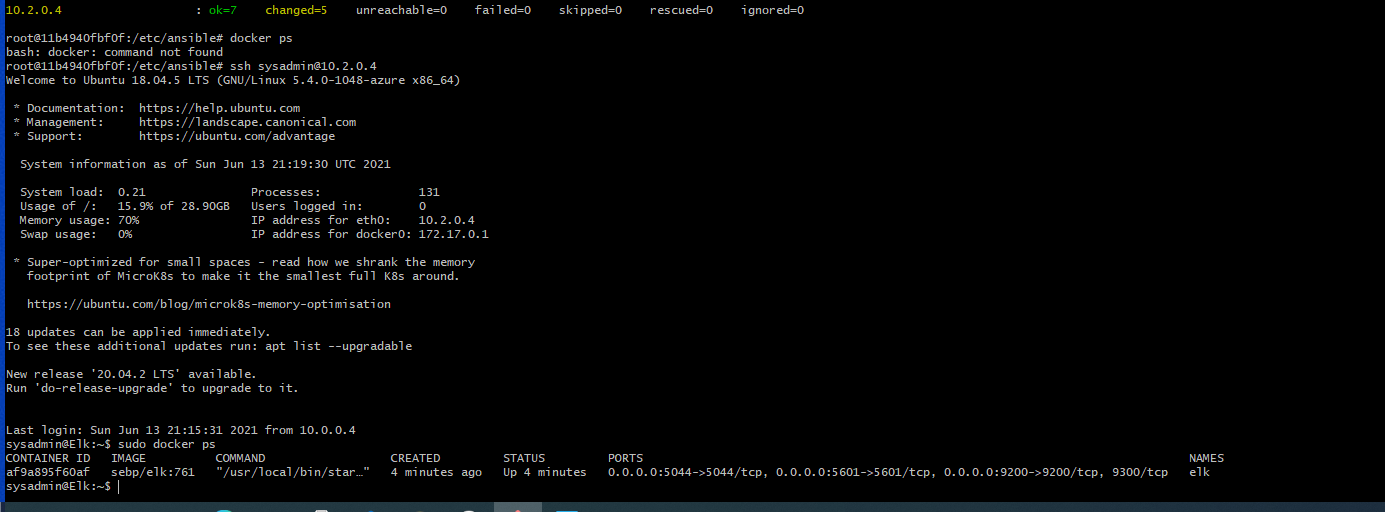 10.2.0.4                   : ok=7    changed=5    unreachable=0    failed=0    skipped=0    rescued=0    ignored=0
root@11b4940fbf0f:/etc/ansible# docker ps
bash: docker: command not found
root@11b4940fbf0f:/etc/ansible# ssh sysadmin@10.2.0.4
Welcome to Ubuntu 18.04.5 LTS (GNU/Linux 5.4.0-1048-azure x86_64)
 * Documentation:  https://help.ubuntu.com
 * Management:     https://landscape.canonical.com
 * Support:        https://ubuntu.com/advantage
  System information as of Sun Jun 13 21:19:30 UTC 2021
  System load:  0.21               Processes:              131
  Usage of /:   15.9% of 28.90GB   Users logged in:        0
  Memory usage: 70%                IP address for eth0:    10.2.0.4
  Swap usage:   0%                 IP address for docker0: 172.17.0.1
 * Super-optimized for small spaces - read how we shrank the memory
   footprint of MicroK8s to make it the smallest full K8s around.
   https://ubuntu.com/blog/microk8s-memory-optimisation
18 updates can be applied immediately.
To see these additional updates run: apt list --upgradable
New release '20.04.2 LTS' available.
Run 'do-release-upgrade' to upgrade to it.
Last login: Sun Jun 13 21:15:31 2021 from 10.0.0.4
sysadmin@Elk:~$ sudo docker ps
CONTAINER ID   IMAGE          COMMAND                  CREATED         STATUS         PORTS                                                                              NAMES
af9a895f60af   sebp/elk:761   "/usr/local/bin/star…"   4 minutes ago   Up 4 minutes   0.0.0.0:5044->5044/tcp, 0.0.0.0:5601->5601/tcp, 0.0.0.0:9200->9200/tcp, 9300/tcp   elk
sysadmin@Elk:~$